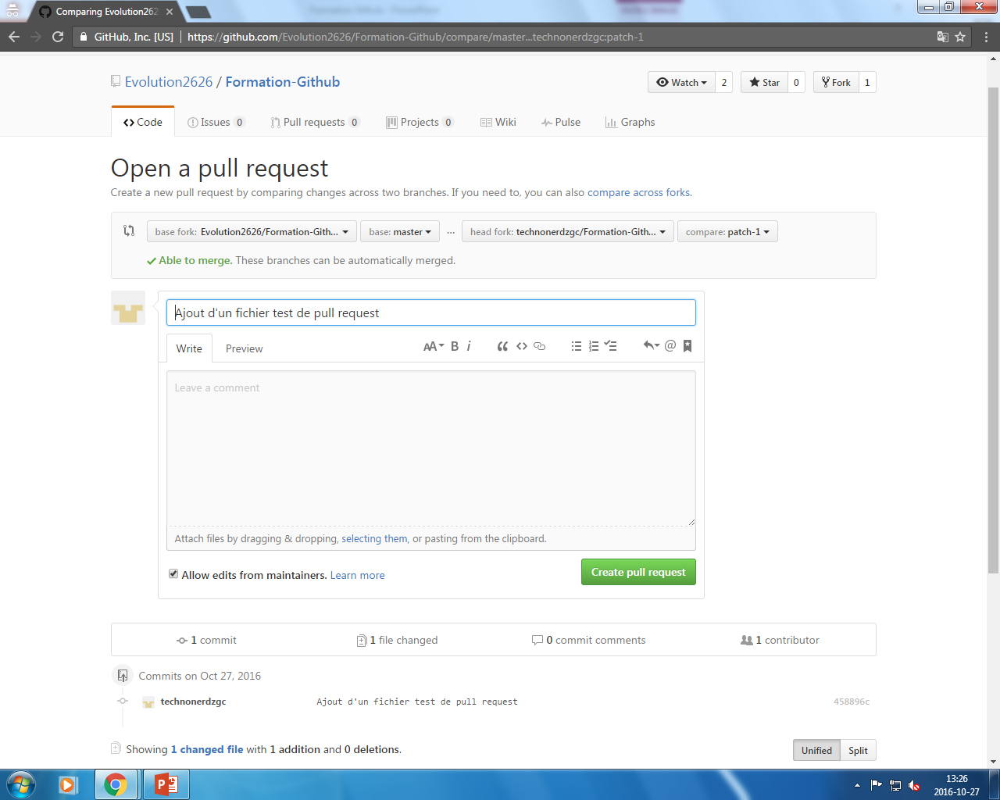 Comparing Evolution262
GitHub, Inc. [US] https://github.com/Evolution2626/Formation-Github/compare/master...technonerdzgc:patch-1
Evolution2626 / Formation-Github
Watch 2 Star 0 Fork 1
Code Issues 0 Pull requests 0 Projects 0 Wiki Pulse Graphs
Open a pull request
Create a new pull request by comparing changes across two branches. If you need to, you can also compare across forks.
base fork: Evolution2626/Formation-Gith... base: master ... head fork: technonerdzgc/Formation-Gith... compare: patch-1
Able to merge. These branches can be automatically merged.
Ajout d'un fichier test de pull request
Write Preview AA B i
Leave a comment
Attach files by dragging & dropping, selecting them, or pasting from the clipboard.
Allow edits from maintainers. Learn more Create pull request
1 commit 1 file changed 0 commit comments 1 contributor
Commits on Oct 27, 2016
technonerdzgc Ajout d'un fichier test de pull request 458896c
Showing 1 changed file with 1 addition and 0 deletions. Unified Split
13:26
2016-10-27